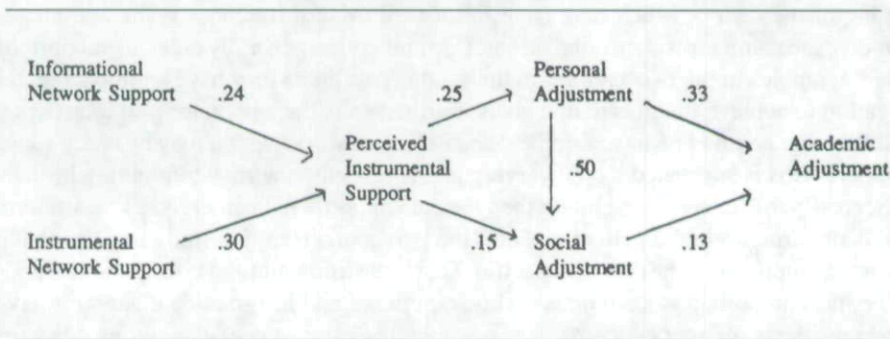 Informational
Network Support
.24
.25
Personal
Adjustment
.33
Perceived
Instrumental
Support
.50
Academic
Adjustment
Instrumental
Network Support
.30
.15
Social
Adjustment
.13